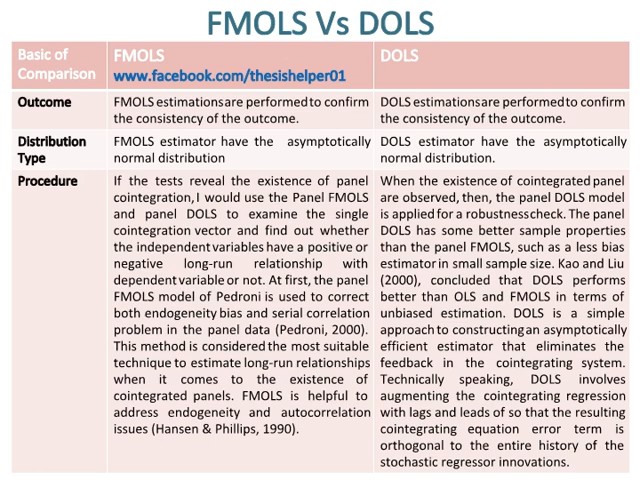 FMOLS Vs DOLS
Basic of
Comparison
FMOLS
www.facebook.com/thesishelper01
DOLS
Outcome
FMOLS estimations are performed to confirm
the consistency of the outcome.
DOLS estimations are performed to confirm
the consistency of the outcome.
Distribution
Type
FMOLS estimator have the asymptotically
normal distribution
DOLS estimator have the asymptotically
normal distribution.
Procedure
If the tests reveal the existence of panel
cointegration, I would use the Panel FMOLS
and panel DOLS to examine the single
cointegration vector and find out whether
the independent variables have a positive or
negative long-run relationship with
dependent variable or not. At first, the panel
FMOLS model of Pedroni is used to correct
both endogeneity bias and serial correlation
problem in the panel data (Pedroni, 2000).
This method is considered the most suitable
technique to estimate long-run relationships
when it comes to the existence of
cointegrated panels. FMOLS is helpful to
address endogeneity and autocorrelation
issues (Hansen & Phillips, 1990).
When the existence of cointegrated panel
are observed, then, the panel DOLS model
is applied for a robustness check. The panel
DOLS has some better sample properties
than the panel FMOLS, such as a less bias
estimator in small sample size. Kao and Liu
(2000), concluded that DOLS performs
better than OLS and FMOLS in terms of
unbiased estimation. DOLS is a simple
approach to constructing an asymptotically
efficient estimator that eliminates the
feedback in the cointegrating system.
Technically speaking, DOLS involves
augmenting the cointegrating regression
with lags and leads of so that the resulting
cointegrating equation error term is
orthogonal to the entire history of the
stochastic regressor innovations.